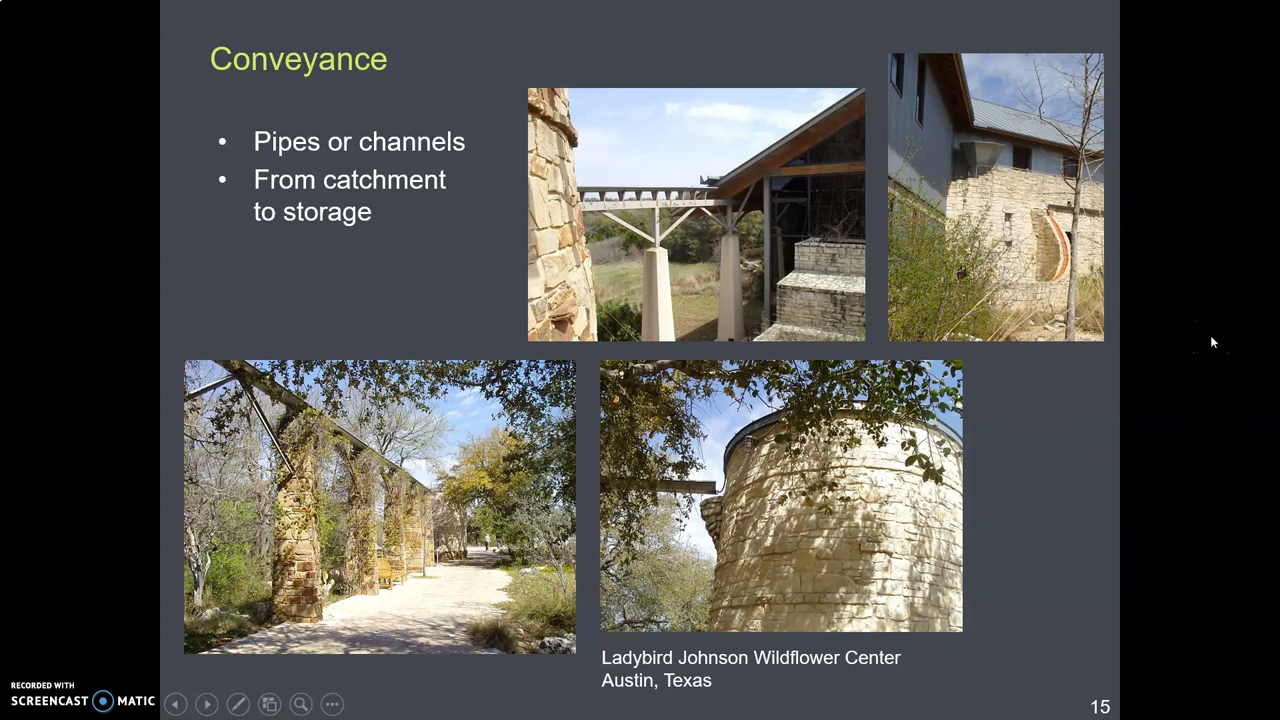 Conveyance
• Pipes or channels
• From catchment
to storage
Ladybird Johnson Wildflower Center
Austin, Texas
RECORDED WITH
SCREENCAST MATIC
15